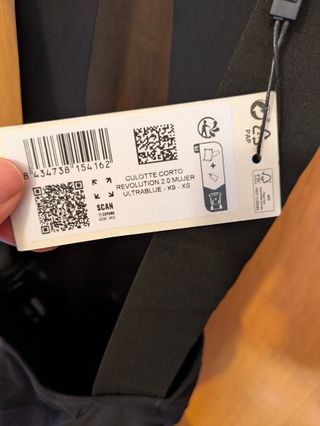 8 434738 154162
CULOTTE CORTO
REVOLUTION 2.0 MUJER
ULTRABLUE - K9 - XS
SCAN
PAP